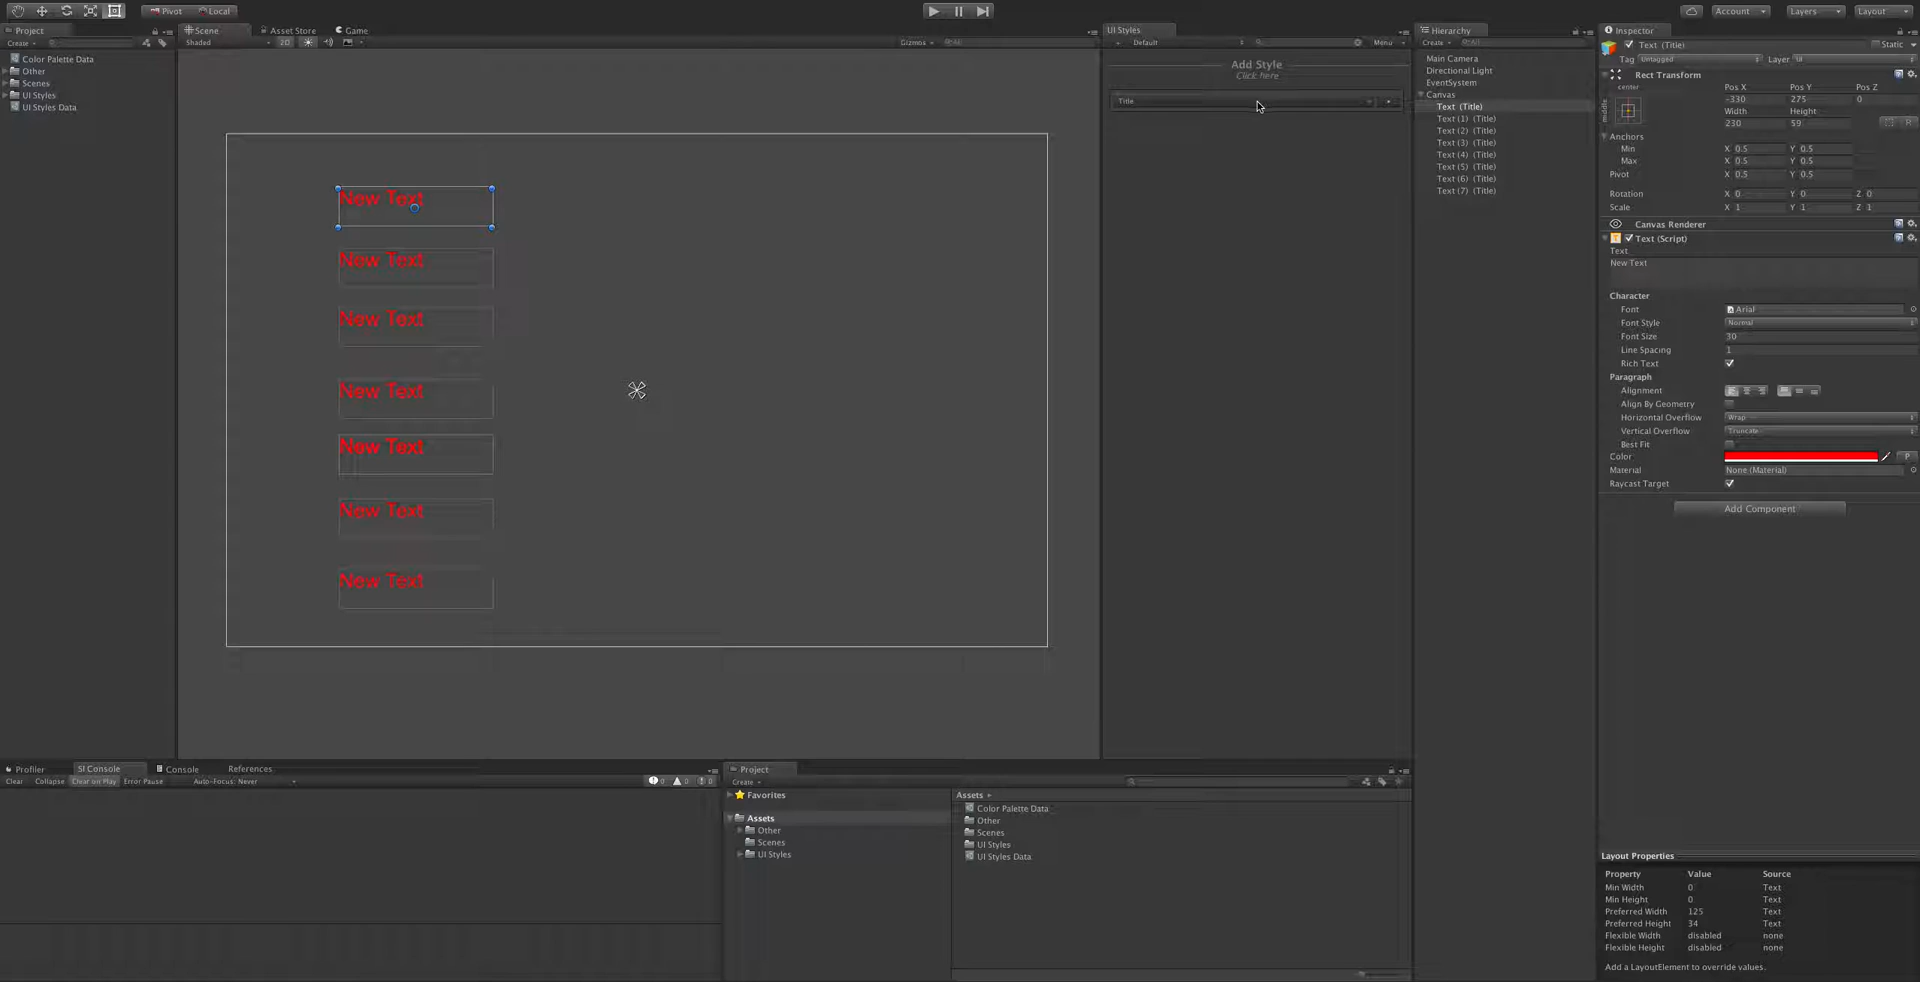 Pivot Local Account Layers Layout
Project
Create
Color Palette Data
Other
Scenes
UI Styles
UI Styles Data
Scene Asset Store Game
Shaded 2D Gizmos All
New Text
New Text
New Text
New Text
New Text
New Text
New Text
UI Styles
Default Menu
Add Style
Click here
Title
Hierarchy
Create All
Main Camera
Directional Light
EventSystem
Canvas
Text (Title)
Text (1) (Title)
Text (2) (Title)
Text (3) (Title)
Text (4) (Title)
Text (5) (Title)
Text (6) (Title)
Text (7) (Title)
Inspector
Text (Title) Static
Tag Untagged Layer UI
Rect Transform
center
middle
Pos X Pos Y Pos Z
-330 275 0
Width Height
230 59
R
Anchors
Min X 0.5 Y 0.5
Max X 0.5 Y 0.5
Pivot X 0.5 Y 0.5
Rotation X 0 Y 0 Z 0
Scale X 1 Y 1 Z 1
Canvas Renderer
Text (Script)
Text
New Text
Character
Font Arial
Font Style Normal
Font Size 30
Line Spacing 1
Rich Text
Paragraph
Alignment
Align By Geometry
Horizontal Overflow Wrap
Vertical Overflow Truncate
Best Fit
Color P
Material None (Material)
Raycast Target
Add Component
Layout Properties
Property Value Source
Min Width 0 Text
Min Height 0 Text
Preferred Width 125 Text
Preferred Height 34 Text
Flexible Width disabled none
Flexible Height disabled none
Add a LayoutElement to override values.
Profiler SI Console Console References
Clear Collapse Clear on Play Error Pause Auto-Focus: Never 0 0 0
Project
Create
Favorites
Assets
Other
Scenes
UI Styles
Assets
Color Palette Data
Other
Scenes
UI Styles
UI Styles Data